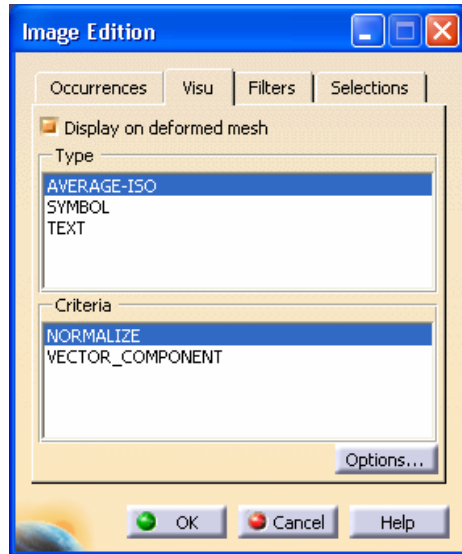 Image Edition
Occurrences Visu Filters Selections
Display on deformed mesh
Type
AVERAGE-ISO
SYMBOL
TEXT
Criteria
NORMALIZE
VECTOR_COMPONENT
Options...
OK Cancel Help